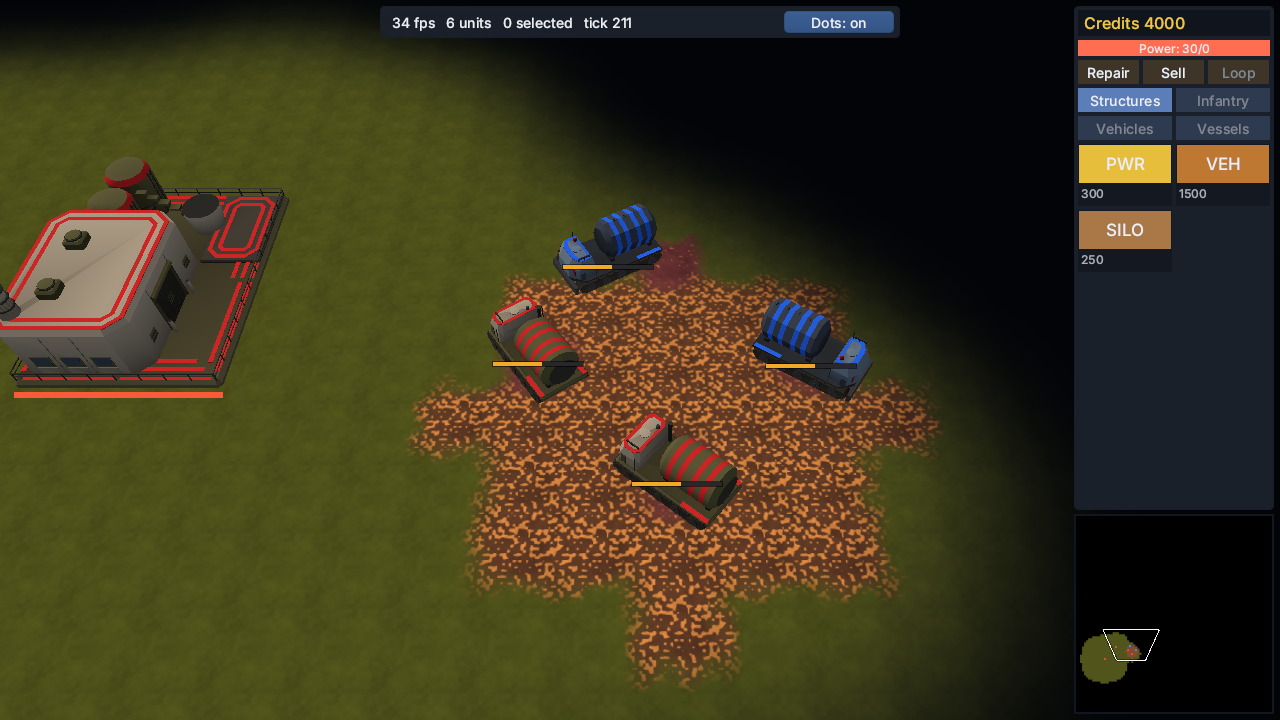 34 fps 6 units 0 selected tick 211 Dots: on
Credits 4000
Power: 30/0
Repair Sell Loop
Structures Infantry
Vehicles Vessels
PWR VEH
300 1500
SILO
250